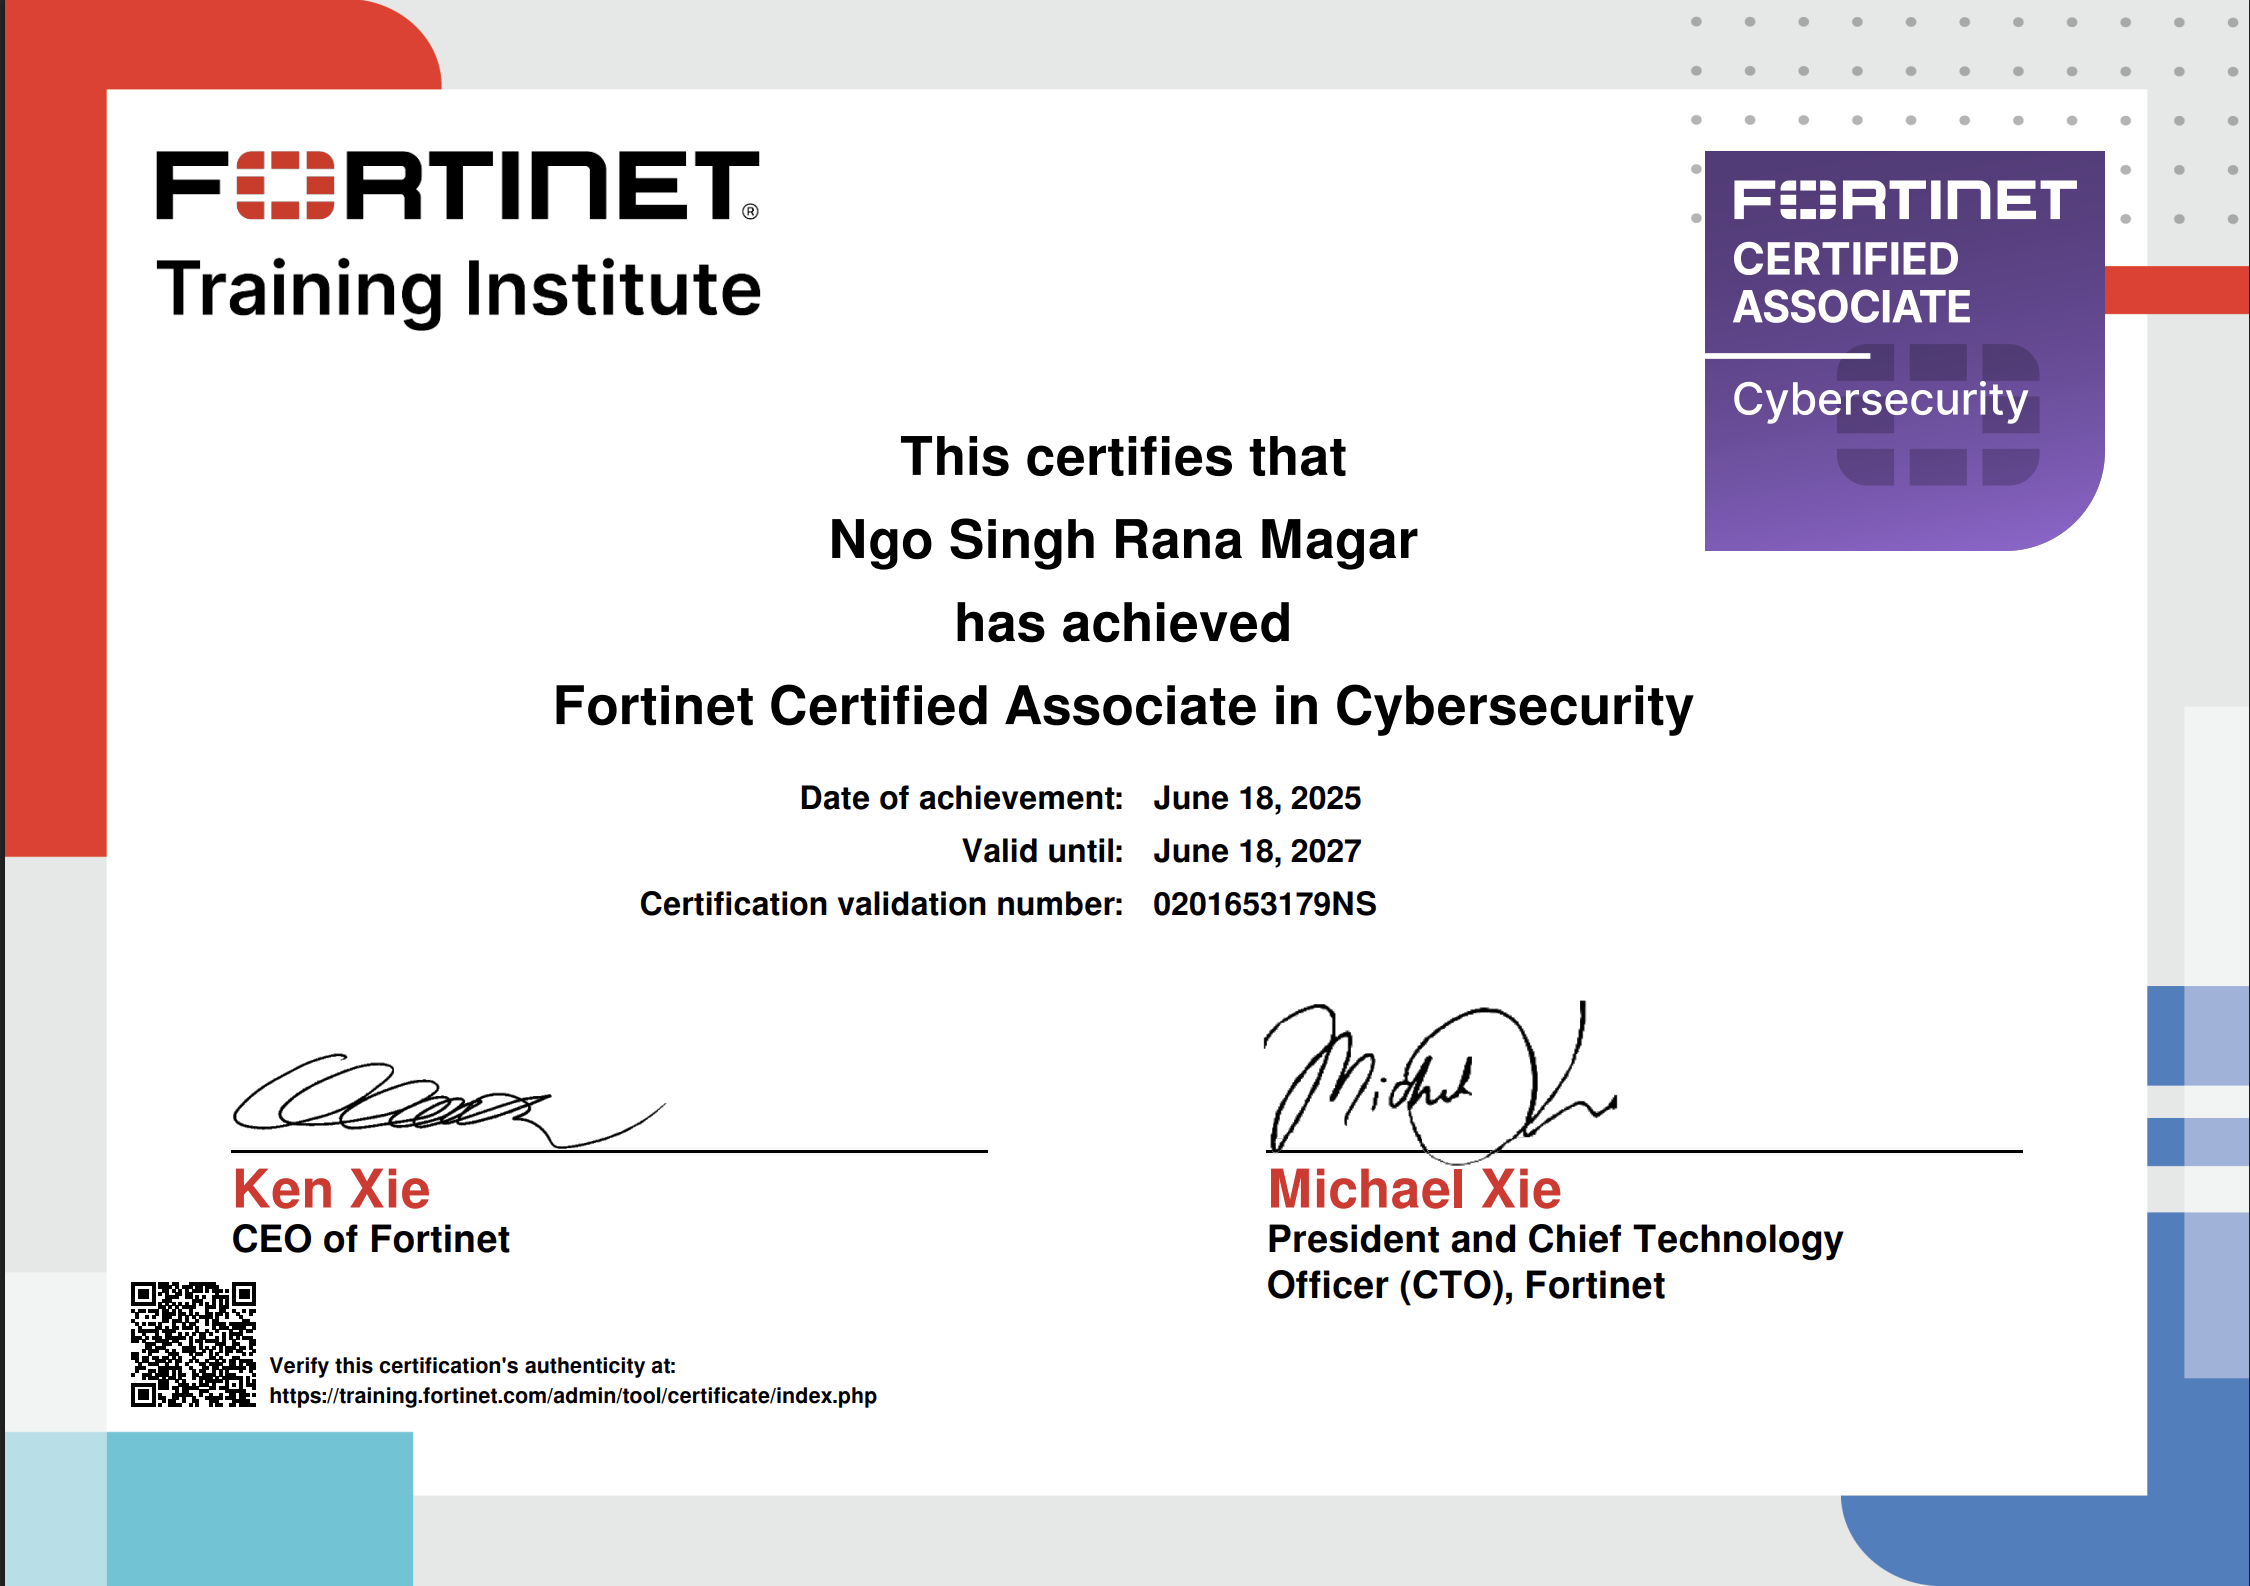 FORTINET®
Training Institute
FORTINET
CERTIFIED
ASSOCIATE
Cybersecurity
This certifies that
Ngo Singh Rana Magar
has achieved
Fortinet Certified Associate in Cybersecurity
Date of achievement: June 18, 2025
Valid until: June 18, 2027
Certification validation number: 0201653179NS
Ken Xie
CEO of Fortinet
Michael Xie
President and Chief Technology
Officer (CTO), Fortinet
Verify this certification's authenticity at:
https://training.fortinet.com/admin/tool/certificate/index.php